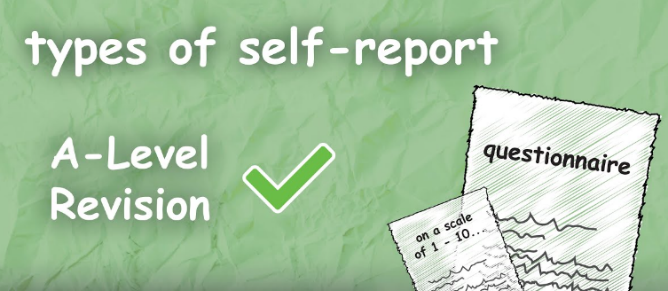 types of self-report
A-Level
Revision
questionnaire
on a scale
of 1 - 10...